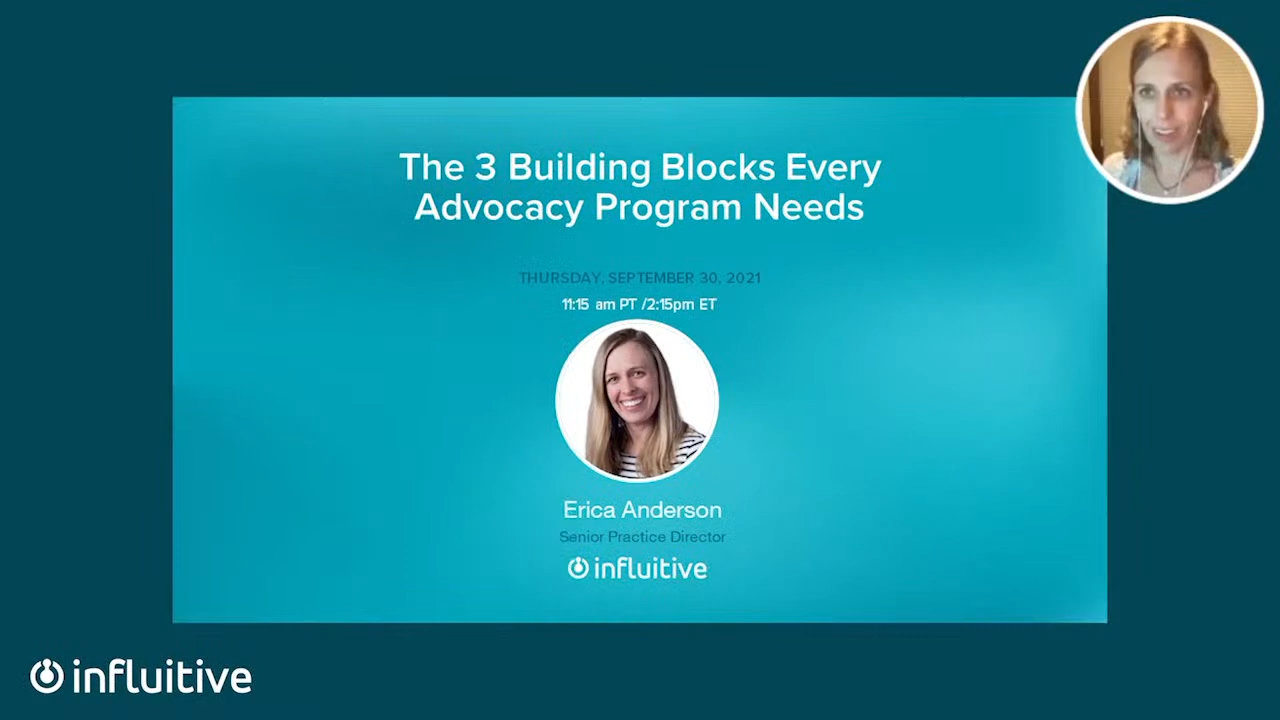 The 3 Building Blocks Every
Advocacy Program Needs
THURSDAY, SEPTEMBER 30, 2021
11:15 am PT /2:15pm ET
Erica Anderson
Senior Practice Director
influitive
influitive